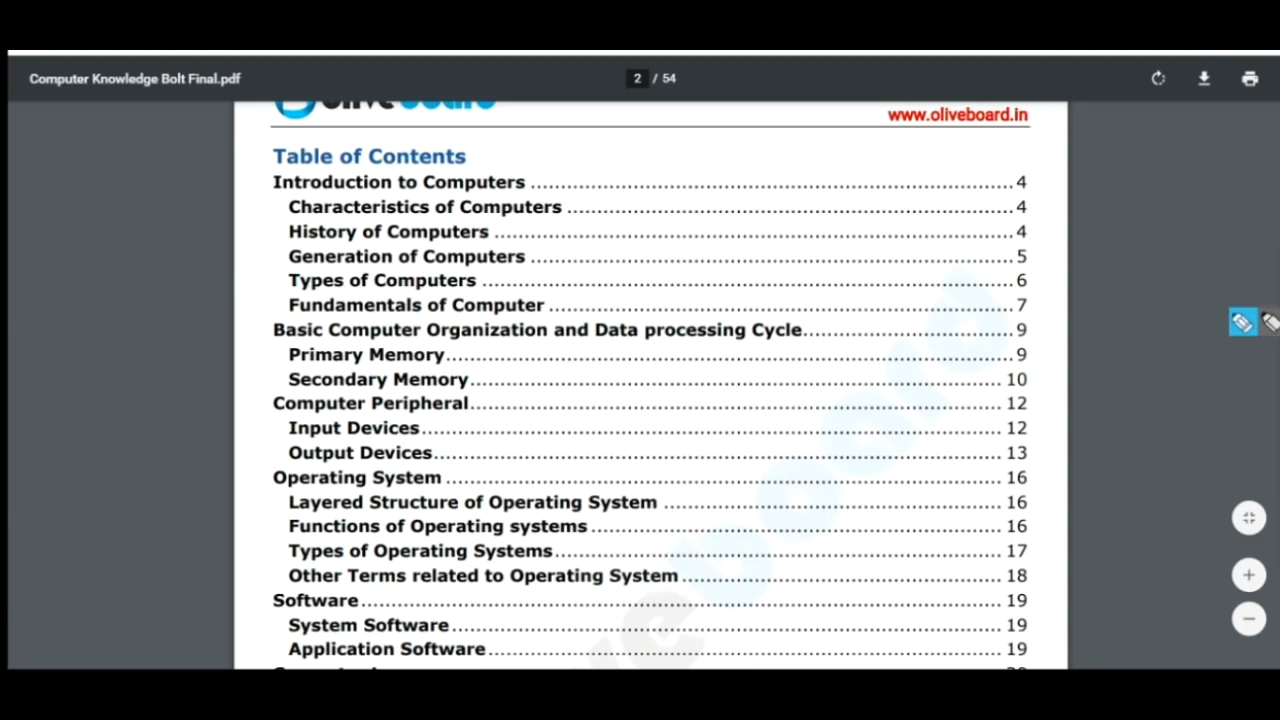 Computer Knowledge Bolt Final.pdf
2 / 54
oliveboard
www.oliveboard.in
Table of Contents
Introduction to Computers ........................................................................... 4
Characteristics of Computers ..................................................................... 4
History of Computers ................................................................................ 4
Generation of Computers ........................................................................... 5
Types of Computers .................................................................................. 6
Fundamentals of Computer ........................................................................ 7
Basic Computer Organization and Data processing Cycle................................ 9
Primary Memory........................................................................................ 9
Secondary Memory................................................................................... 10
Computer Peripheral................................................................................... 12
Input Devices.......................................................................................... 12
Output Devices........................................................................................ 13
Operating System ...................................................................................... 16
Layered Structure of Operating System ..................................................... 16
Functions of Operating systems ................................................................ 16
Types of Operating Systems...................................................................... 17
Other Terms related to Operating System .................................................. 18
Software.................................................................................................... 19
System Software...................................................................................... 19
Application Software................................................................................ 19